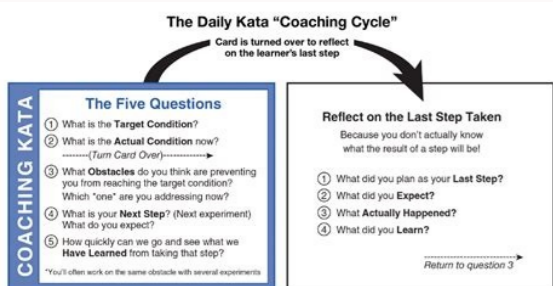 The Daily Kata “Coaching Cycle”
Card is turned over to reflect
on the learner's last step
COACHING KATA
The Five Questions
① What is the Target Condition?
② What is the Actual Condition now?
--------(Turn Card Over)-------------►
③ What Obstacles do you think are preventing
you from reaching the target condition?
Which *one* are you addressing now?
④ What is your Next Step? (Next experiment)
What do you expect?
⑤ How quickly can we go and see what we
Have Learned from taking that step?
*You'll often work on the same obstacle with several experiments
Reflect on the Last Step Taken
Because you don't actually know
what the result of a step will be!
① What did you plan as your Last Step?
② What did you Expect?
③ What Actually Happened?
④ What did you Learn?
Return to question 3